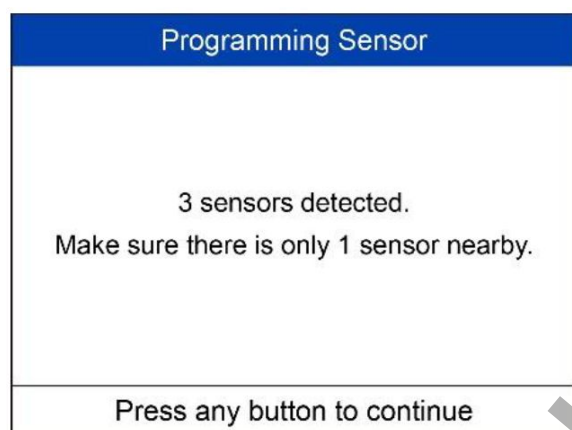 Programming Sensor
3 sensors detected.
Make sure there is only 1 sensor nearby.
Press any button to continue